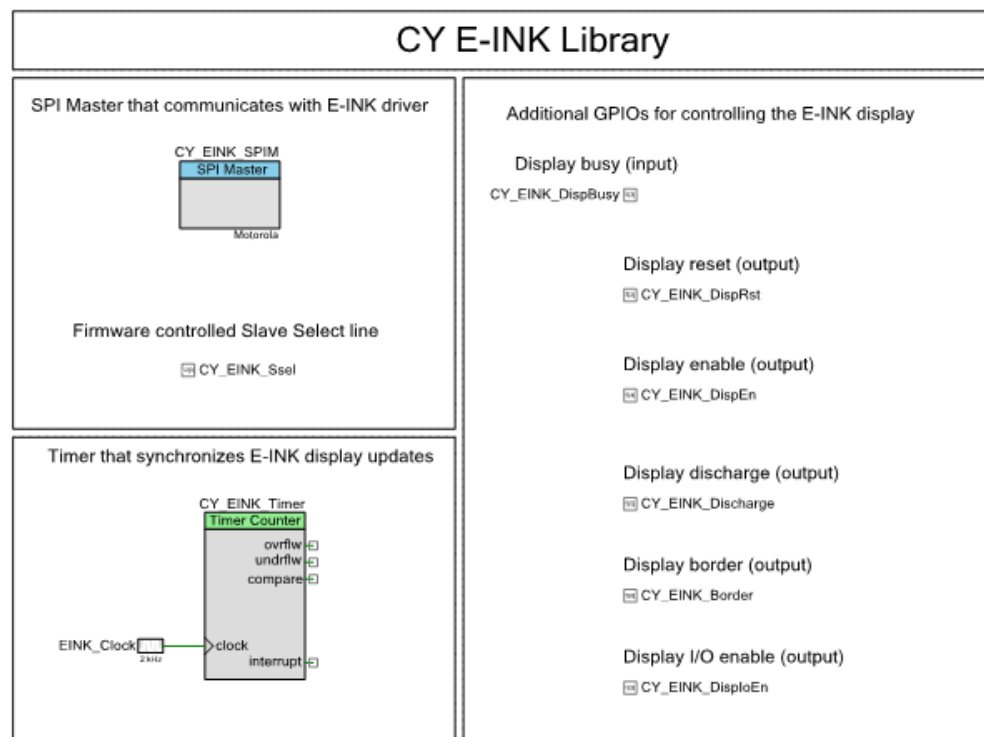 CY E-INK Library
SPI Master that communicates with E-INK driver
CY_EINK_SPIM
SPI Master
Motorola
Firmware controlled Slave Select line
CY_EINK_Ssel
Timer that synchronizes E-INK display updates
CY_EINK_Timer
Timer Counter
ovrflw
undrflw
compare
EINK_Clock
2 kHz
clock
interrupt
Additional GPIOs for controlling the E-INK display
Display busy (input)
CY_EINK_DispBusy
Display reset (output)
CY_EINK_DispRst
Display enable (output)
CY_EINK_DispEn
Display discharge (output)
CY_EINK_Discharge
Display border (output)
CY_EINK_Border
Display I/O enable (output)
CY_EINK_DispIoEn